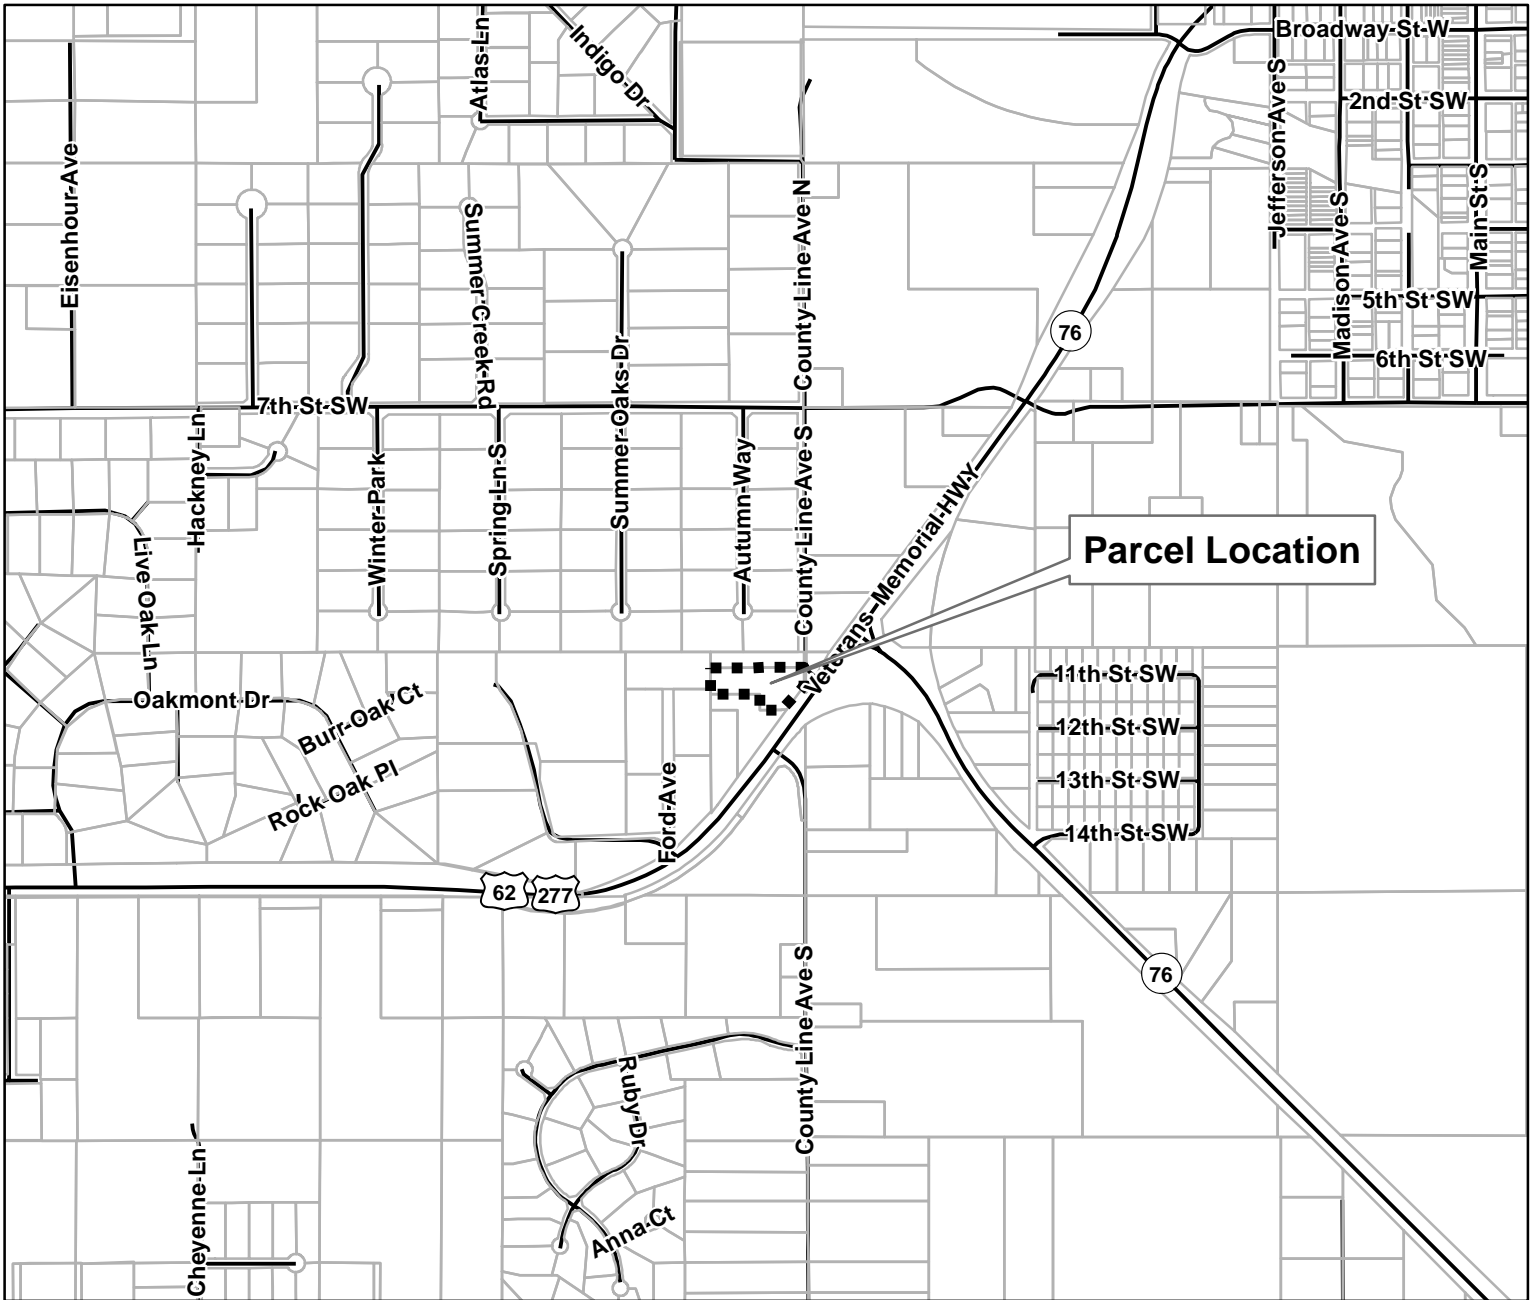 Broadway St W
Atlas Ln
Indigo Dr
2nd St SW
Jefferson Ave S
Eisenhour Ave
County Line Ave N
Madison Ave S
Main St S
Summer Creek Rd
5th St SW
76
6th St SW
Summer Oaks Dr
7th St SW
Hackney Ln
Winter Park
Spring Ln S
Autumn Way
County Line Ave S
Veterans Memorial HWY
Parcel Location
Live Oak Ln
11th St SW
Oakmont Dr
Burr Oak Ct
12th St SW
Rock Oak Pl
13th St SW
Ford Ave
14th St SW
62
277
County Line Ave S
76
Ruby Dr
Cheyenne Ln
Anna Ct